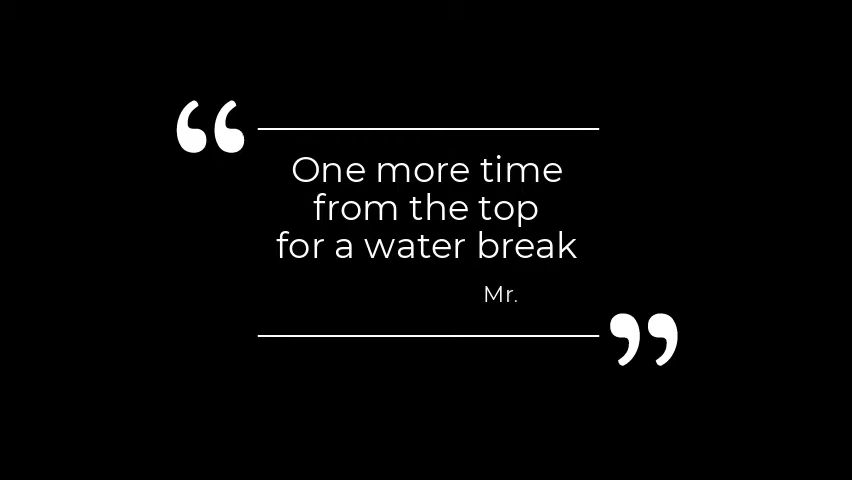 One more time
from the top
for a water break
Mr.